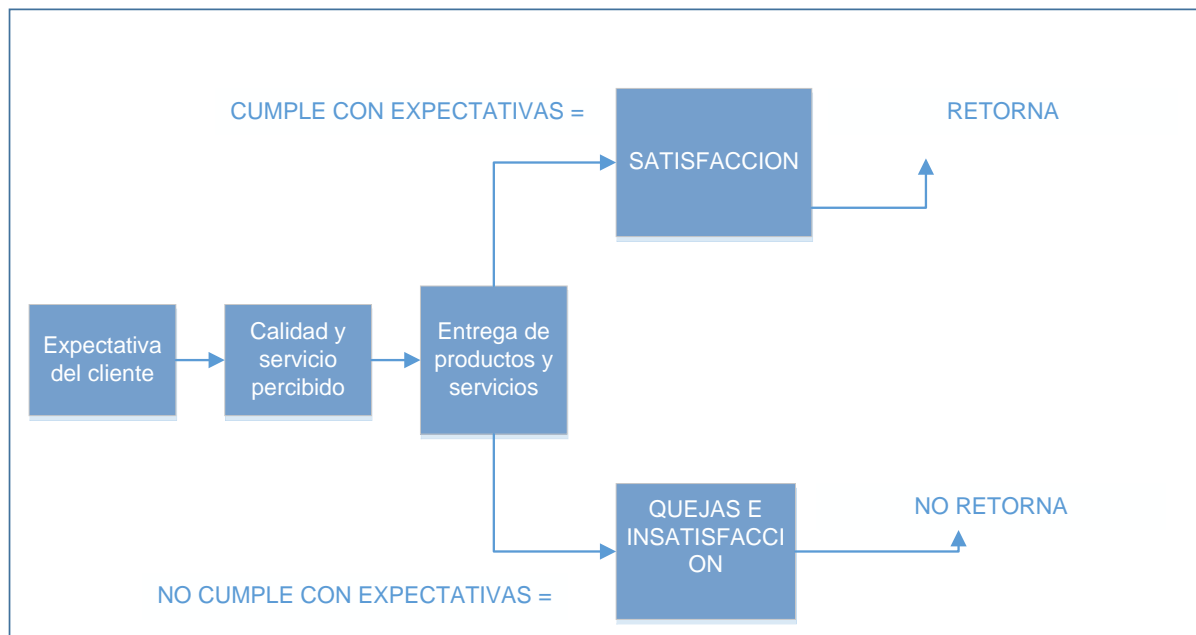 CUMPLE CON EXPECTATIVAS =
SATISFACCION
RETORNA
Expectativa
del cliente
Calidad y
servicio
percibido
Entrega de
productos y
servicios
QUEJAS E
INSATISFACCI
ON
NO RETORNA
NO CUMPLE CON EXPECTATIVAS =